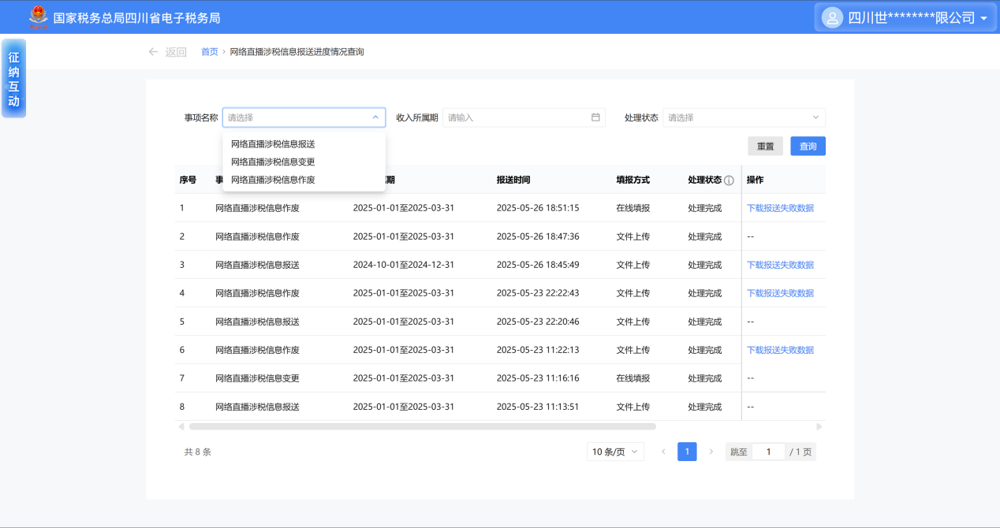 国家税务总局四川省电子税务局
四川世********限公司
征纳互动
返回 首页 > 网络直播涉税信息报送进度情况查询
事项名称 请选择 收入所属期 请输入 处理状态 请选择
网络直播涉税信息报送
网络直播涉税信息变更
网络直播涉税信息作废
重置 查询
序号 事 期 报送时间 填报方式 处理状态 操作
1 网络直播涉税信息作废 2025-01-01至2025-03-31 2025-05-26 18:51:15 在线填报 处理完成 下载报送失败数据
2 网络直播涉税信息作废 2025-01-01至2025-03-31 2025-05-26 18:47:36 文件上传 处理完成 --
3 网络直播涉税信息报送 2024-10-01至2024-12-31 2025-05-26 18:45:49 文件上传 处理完成 下载报送失败数据
4 网络直播涉税信息作废 2025-01-01至2025-03-31 2025-05-23 22:22:43 文件上传 处理完成 下载报送失败数据
5 网络直播涉税信息报送 2025-01-01至2025-03-31 2025-05-23 22:20:46 文件上传 处理完成 --
6 网络直播涉税信息作废 2025-01-01至2025-03-31 2025-05-23 11:22:13 文件上传 处理完成 下载报送失败数据
7 网络直播涉税信息变更 2025-01-01至2025-03-31 2025-05-23 11:16:16 在线填报 处理完成 --
8 网络直播涉税信息报送 2025-01-01至2025-03-31 2025-05-23 11:13:51 文件上传 处理完成 --
共 8 条 10 条/页 < 1 > 跳至 1 / 1 页